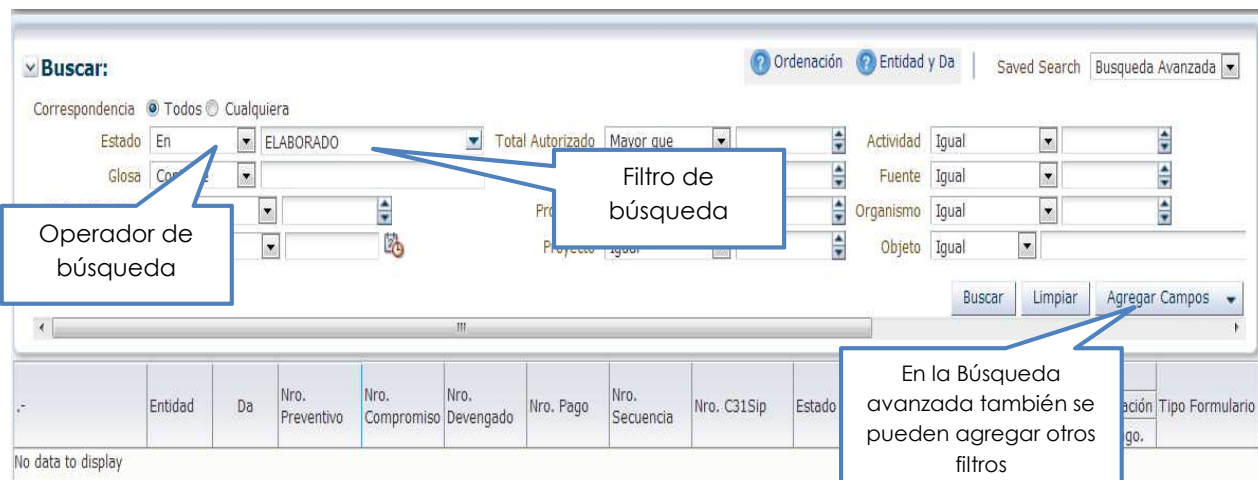 Buscar:
Ordenación Entidad y Da Saved Search Busqueda Avanzada
Correspondencia Todos Cualquiera
Estado En ELABORADO Total Autorizado Mayor que Actividad Igual
Glosa Fuente Igual
Organismo Igual
Proyecto Igual Objeto Igual
Operador de
búsqueda
Filtro de
búsqueda
Buscar Limpiar Agregar Campos
En la Búsqueda
avanzada también se
pueden agregar otros
filtros
.- Entidad Da Nro. Preventivo Nro. Compromiso Nro. Devengado Nro. Pago Nro. Secuencia Nro. C31Sip Estado Tipo Formulario
No data to display